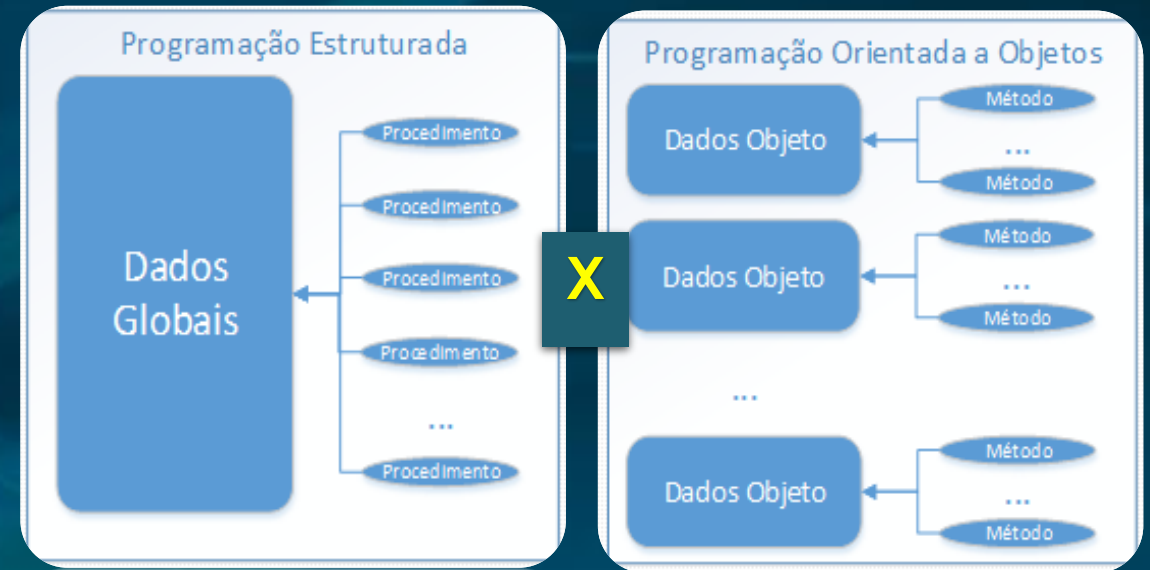 Programação Estruturada
Dados
Globais
Procedimento
Procedimento
Procedimento
Procedimento
...
Procedimento
X
Programação Orientada a Objetos
Dados Objeto
Método
...
Método
Dados Objeto
Método
...
Método
...
Dados Objeto
Método
...
Método